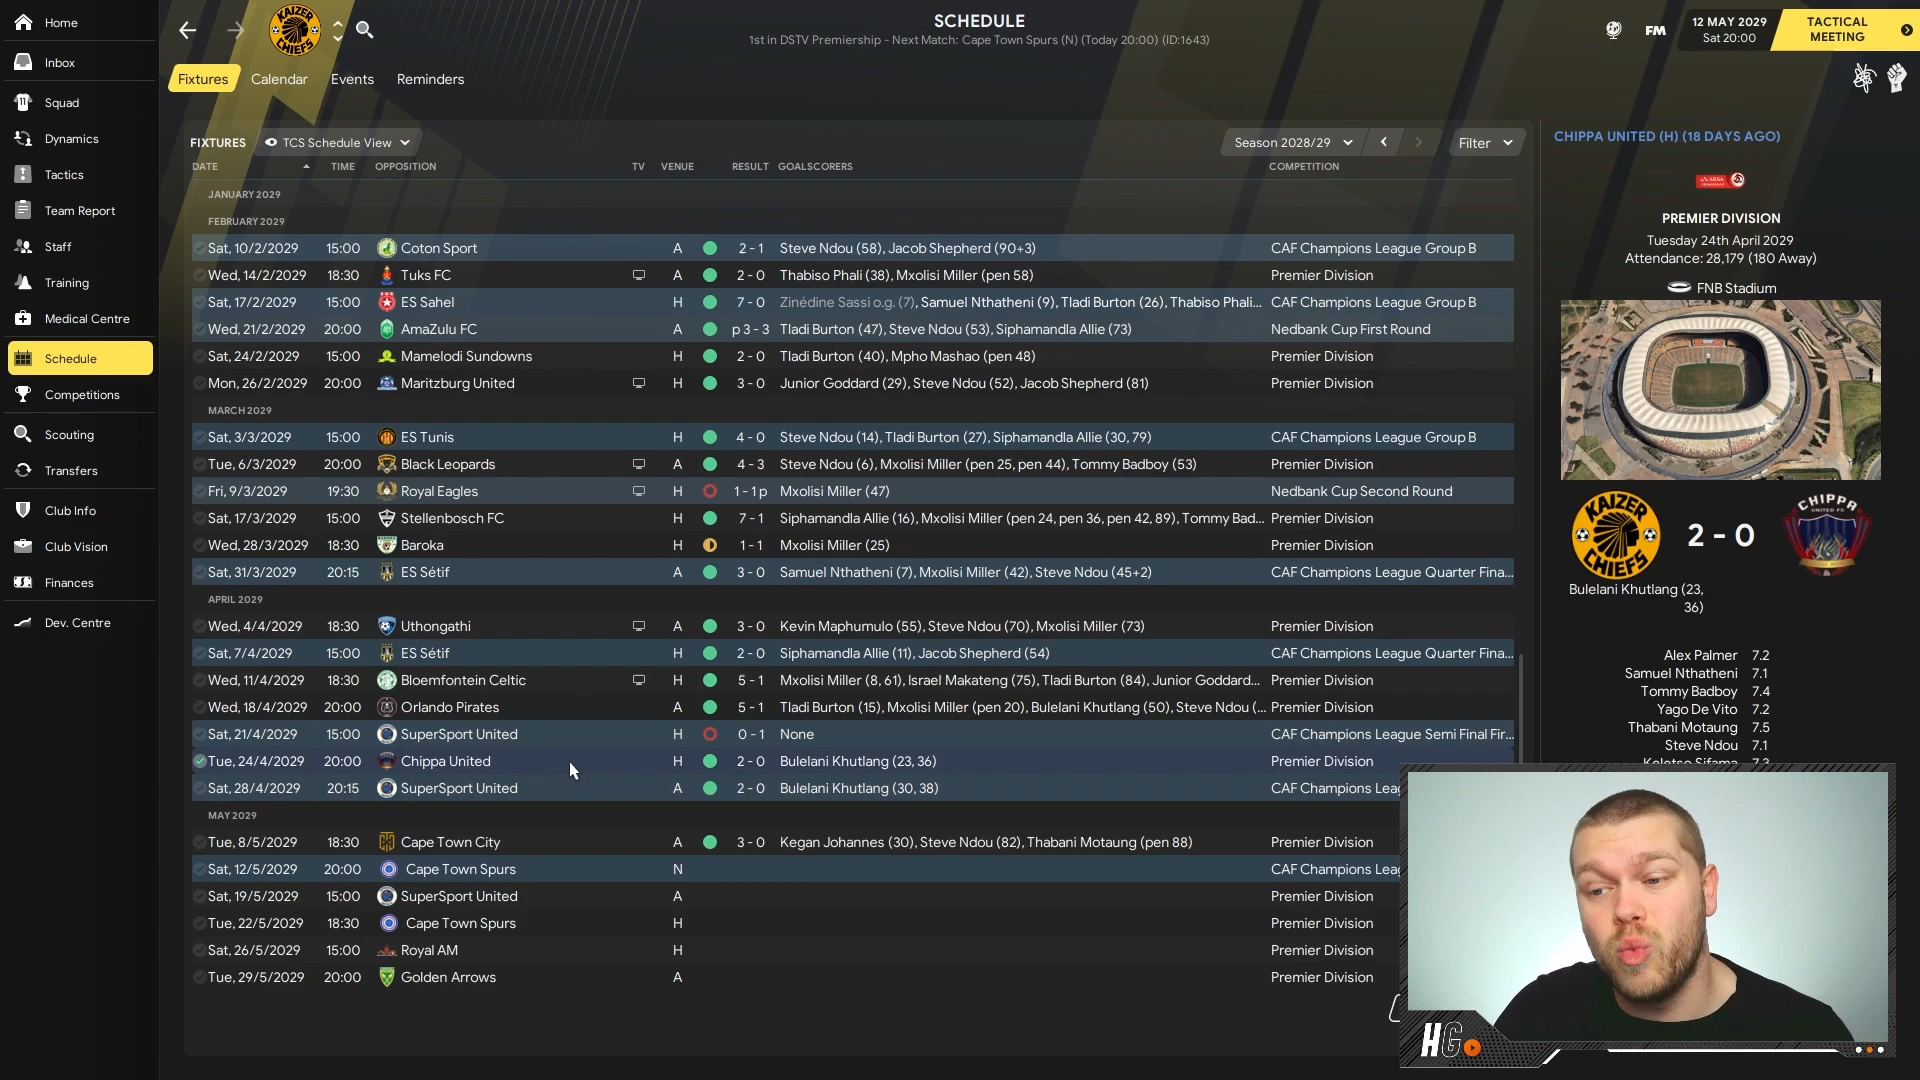 Home
Inbox
Squad
Dynamics
Tactics
Team Report
Staff
Training
Medical Centre
Schedule
Competitions
Scouting
Transfers
Club Info
Club Vision
Finances
Dev. Centre
KAIZER CHIEFS
SCHEDULE
1st in DSTV Premiership - Next Match: Cape Town Spurs (N) (Today 20:00) (ID:1643)
FM
12 MAY 2029
Sat 20:00
TACTICAL MEETING
Fixtures Calendar Events Reminders
FIXTURES TCS Schedule View Season 2028/29 Filter
DATE TIME OPPOSITION TV VENUE RESULT GOALSCORERS COMPETITION
JANUARY 2029
FEBRUARY 2029
Sat, 10/2/2029 15:00 Coton Sport A 2 - 1 Steve Ndou (58), Jacob Shepherd (90+3) CAF Champions League Group B
Wed, 14/2/2029 18:30 Tuks FC A 2 - 0 Thabiso Phali (38), Mxolisi Miller (pen 58) Premier Division
Sat, 17/2/2029 15:00 ES Sahel H 7 - 0 Zinédine Sassi o.g. (7), Samuel Nthatheni (9), Tladi Burton (26), Thabiso Phali... CAF Champions League Group B
Wed, 21/2/2029 20:00 AmaZulu FC A p 3 - 3 Tladi Burton (47), Steve Ndou (53), Siphamandla Allie (73) Nedbank Cup First Round
Sat, 24/2/2029 15:00 Mamelodi Sundowns H 2 - 0 Tladi Burton (40), Mpho Mashao (pen 48) Premier Division
Mon, 26/2/2029 20:00 Maritzburg United H 3 - 0 Junior Goddard (29), Steve Ndou (52), Jacob Shepherd (81) Premier Division
MARCH 2029
Sat, 3/3/2029 15:00 ES Tunis H 4 - 0 Steve Ndou (14), Tladi Burton (27), Siphamandla Allie (30, 79) CAF Champions League Group B
Tue, 6/3/2029 20:00 Black Leopards A 4 - 3 Steve Ndou (6), Mxolisi Miller (pen 25, pen 44), Tommy Badboy (53) Premier Division
Fri, 9/3/2029 19:30 Royal Eagles H 1 - 1 p Mxolisi Miller (47) Nedbank Cup Second Round
Sat, 17/3/2029 15:00 Stellenbosch FC H 7 - 1 Siphamandla Allie (16), Mxolisi Miller (pen 24, pen 36, pen 42, 89), Tommy Bad... Premier Division
Wed, 28/3/2029 18:30 Baroka H 1 - 1 Mxolisi Miller (25) Premier Division
Sat, 31/3/2029 20:15 ES Sétif A 3 - 0 Samuel Nthatheni (7), Mxolisi Miller (42), Steve Ndou (45+2) CAF Champions League Quarter Fina...
APRIL 2029
Wed, 4/4/2029 18:30 Uthongathi A 3 - 0 Kevin Maphumulo (55), Steve Ndou (70), Mxolisi Miller (73) Premier Division
Sat, 7/4/2029 15:00 ES Sétif H 2 - 0 Siphamandla Allie (11), Jacob Shepherd (54) CAF Champions League Quarter Fina...
Wed, 11/4/2029 18:30 Bloemfontein Celtic H 5 - 1 Mxolisi Miller (8, 61), Israel Makateng (75), Tladi Burton (84), Junior Goddard... Premier Division
Wed, 18/4/2029 20:00 Orlando Pirates A 5 - 1 Tladi Burton (15), Mxolisi Miller (pen 20), Bulelani Khutlang (50), Steve Ndou (... Premier Division
Sat, 21/4/2029 15:00 SuperSport United H 0 - 1 None CAF Champions League Semi Final Fir...
Tue, 24/4/2029 20:00 Chippa United H 2 - 0 Bulelani Khutlang (23, 36) Premier Division
Sat, 28/4/2029 20:15 SuperSport United A 2 - 0 Bulelani Khutlang (30, 38) CAF Champions Leag
MAY 2029
Tue, 8/5/2029 18:30 Cape Town City A 3 - 0 Kegan Johannes (30), Steve Ndou (82), Thabani Motaung (pen 88) Premier Division
Sat, 12/5/2029 20:00 Cape Town Spurs N CAF Champions Leag
Sat, 19/5/2029 15:00 SuperSport United A Premier Division
Tue, 22/5/2029 18:30 Cape Town Spurs H Premier Division
Sat, 26/5/2029 15:00 Royal AM H Premier Division
Tue, 29/5/2029 20:00 Golden Arrows A Premier Division
CHIPPA UNITED (H) (18 DAYS AGO)
PREMIER DIVISION
Tuesday 24th April 2029
Attendance: 28,179 (180 Away)
FNB Stadium
KAIZER CHIEFS 2 - 0 CHIPPA UNITED FC
Bulelani Khutlang (23, 36)
Alex Palmer 7.2
Samuel Nthatheni 7.1
Tommy Badboy 7.4
Yago De Vito 7.2
Thabani Motaung 7.5
Steve Ndou 7.1
Keletso Sifama 7.3
HG